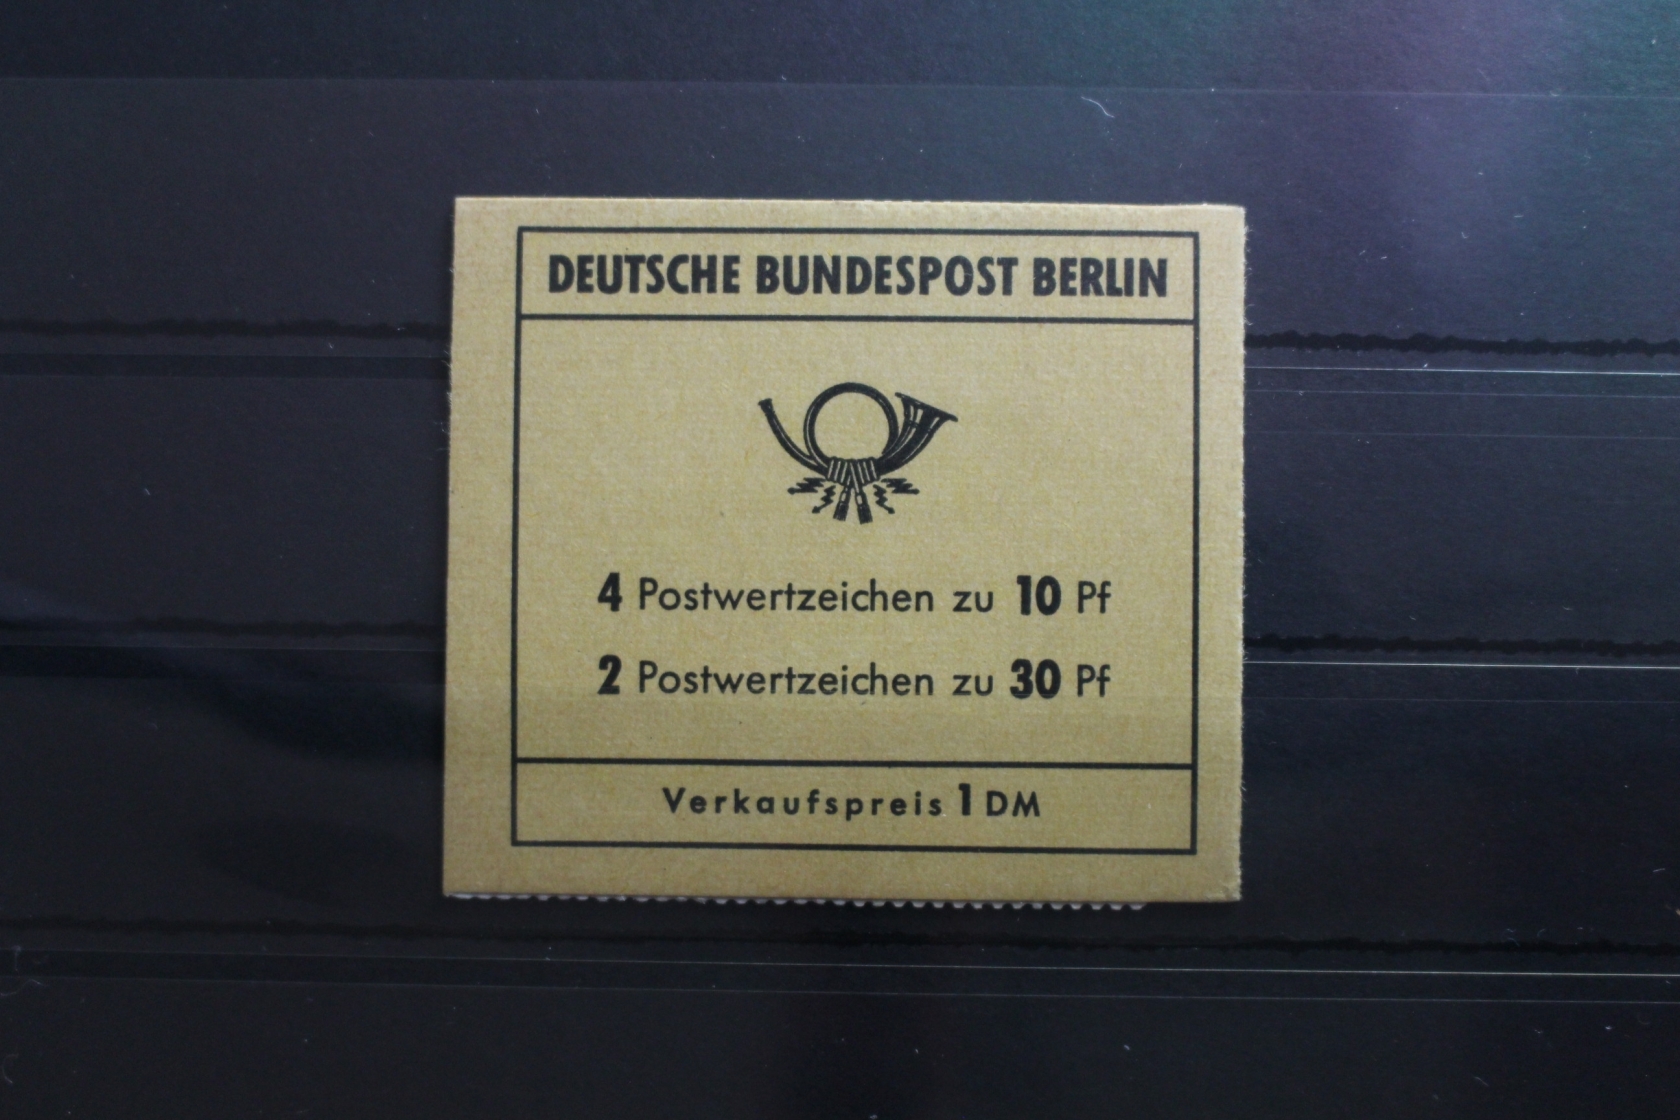 DEUTSCHE BUNDESPOST BERLIN
4 Postwertzeichen zu 10 Pf
2 Postwertzeichen zu 30 Pf
Verkaufspreis 1 DM